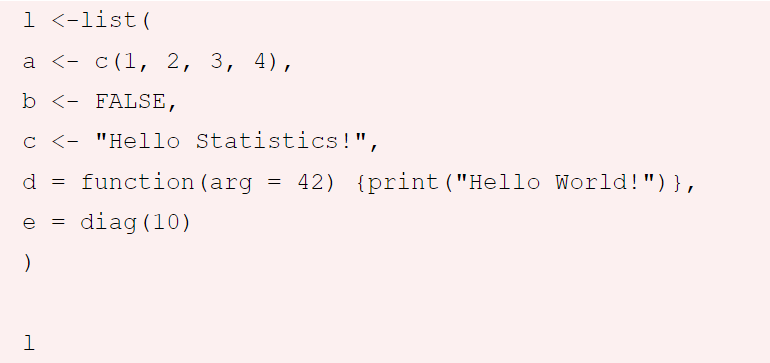 l <-list(
a <- c(1, 2, 3, 4),
b <- FALSE,
c <- "Hello Statistics!",
d = function(arg = 42) {print("Hello World!")},
e = diag(10)
)
l